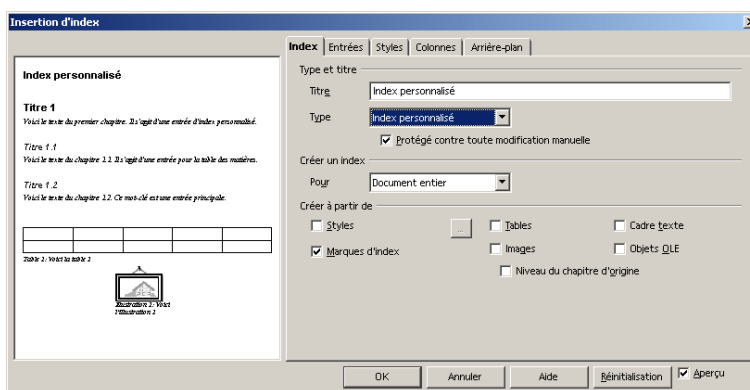 Insertion d'index
Index Entrées Styles Colonnes Arrière-plan
Index personnalisé
Titre 1
Voici le texte du premier chapitre. Il s'agit d'une entrée d'index personnalisé.
Titre 1.1
Voici le texte du chapitre 1.1. Il s'agit d'une entrée pour la table des matières.
Titre 1.2
Voici le texte du chapitre 1.2. Ce mot-clé est une entrée principale.
Table 1: Voici la table 1
Illustration 1: Voici
l'illustration 1
Type et titre
Titre Index personnalisé
Type Index personnalisé
Protégé contre toute modification manuelle
Créer un index
Pour Document entier
Créer à partir de
Styles ... Tables Cadre texte
Marques d'index Images Objets OLE
Niveau du chapitre d'origine
OK Annuler Aide Réinitialisation Aperçu